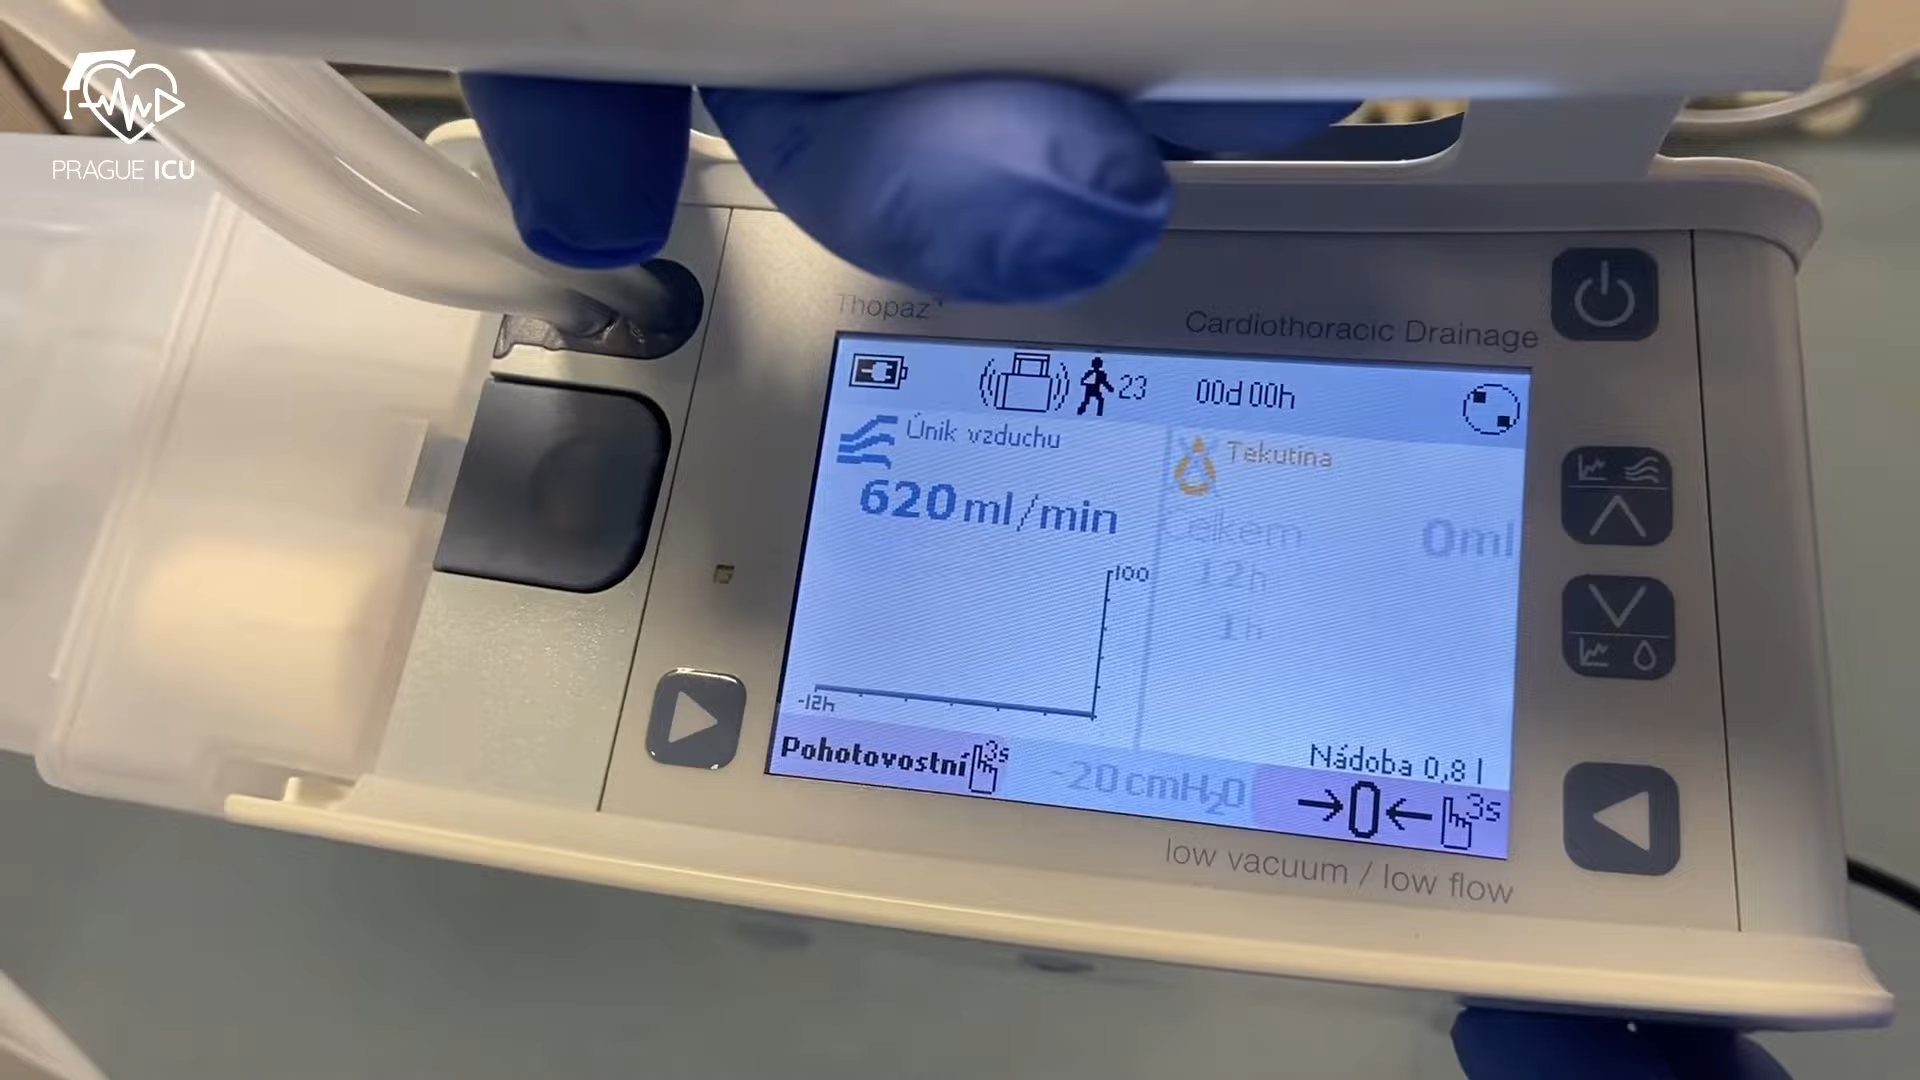 PRAGUE ICU
Thopaz+
Cardiothoracic Drainage
23
00d 00h
Únik vzduchu
620 ml/min
100
-12h
Tekutina
Celkem 0ml
12h
1h
Nádoba 0,8 l
Pohotovostní 3s
-20 cmH₂O
→0← 3s
low vacuum / low flow